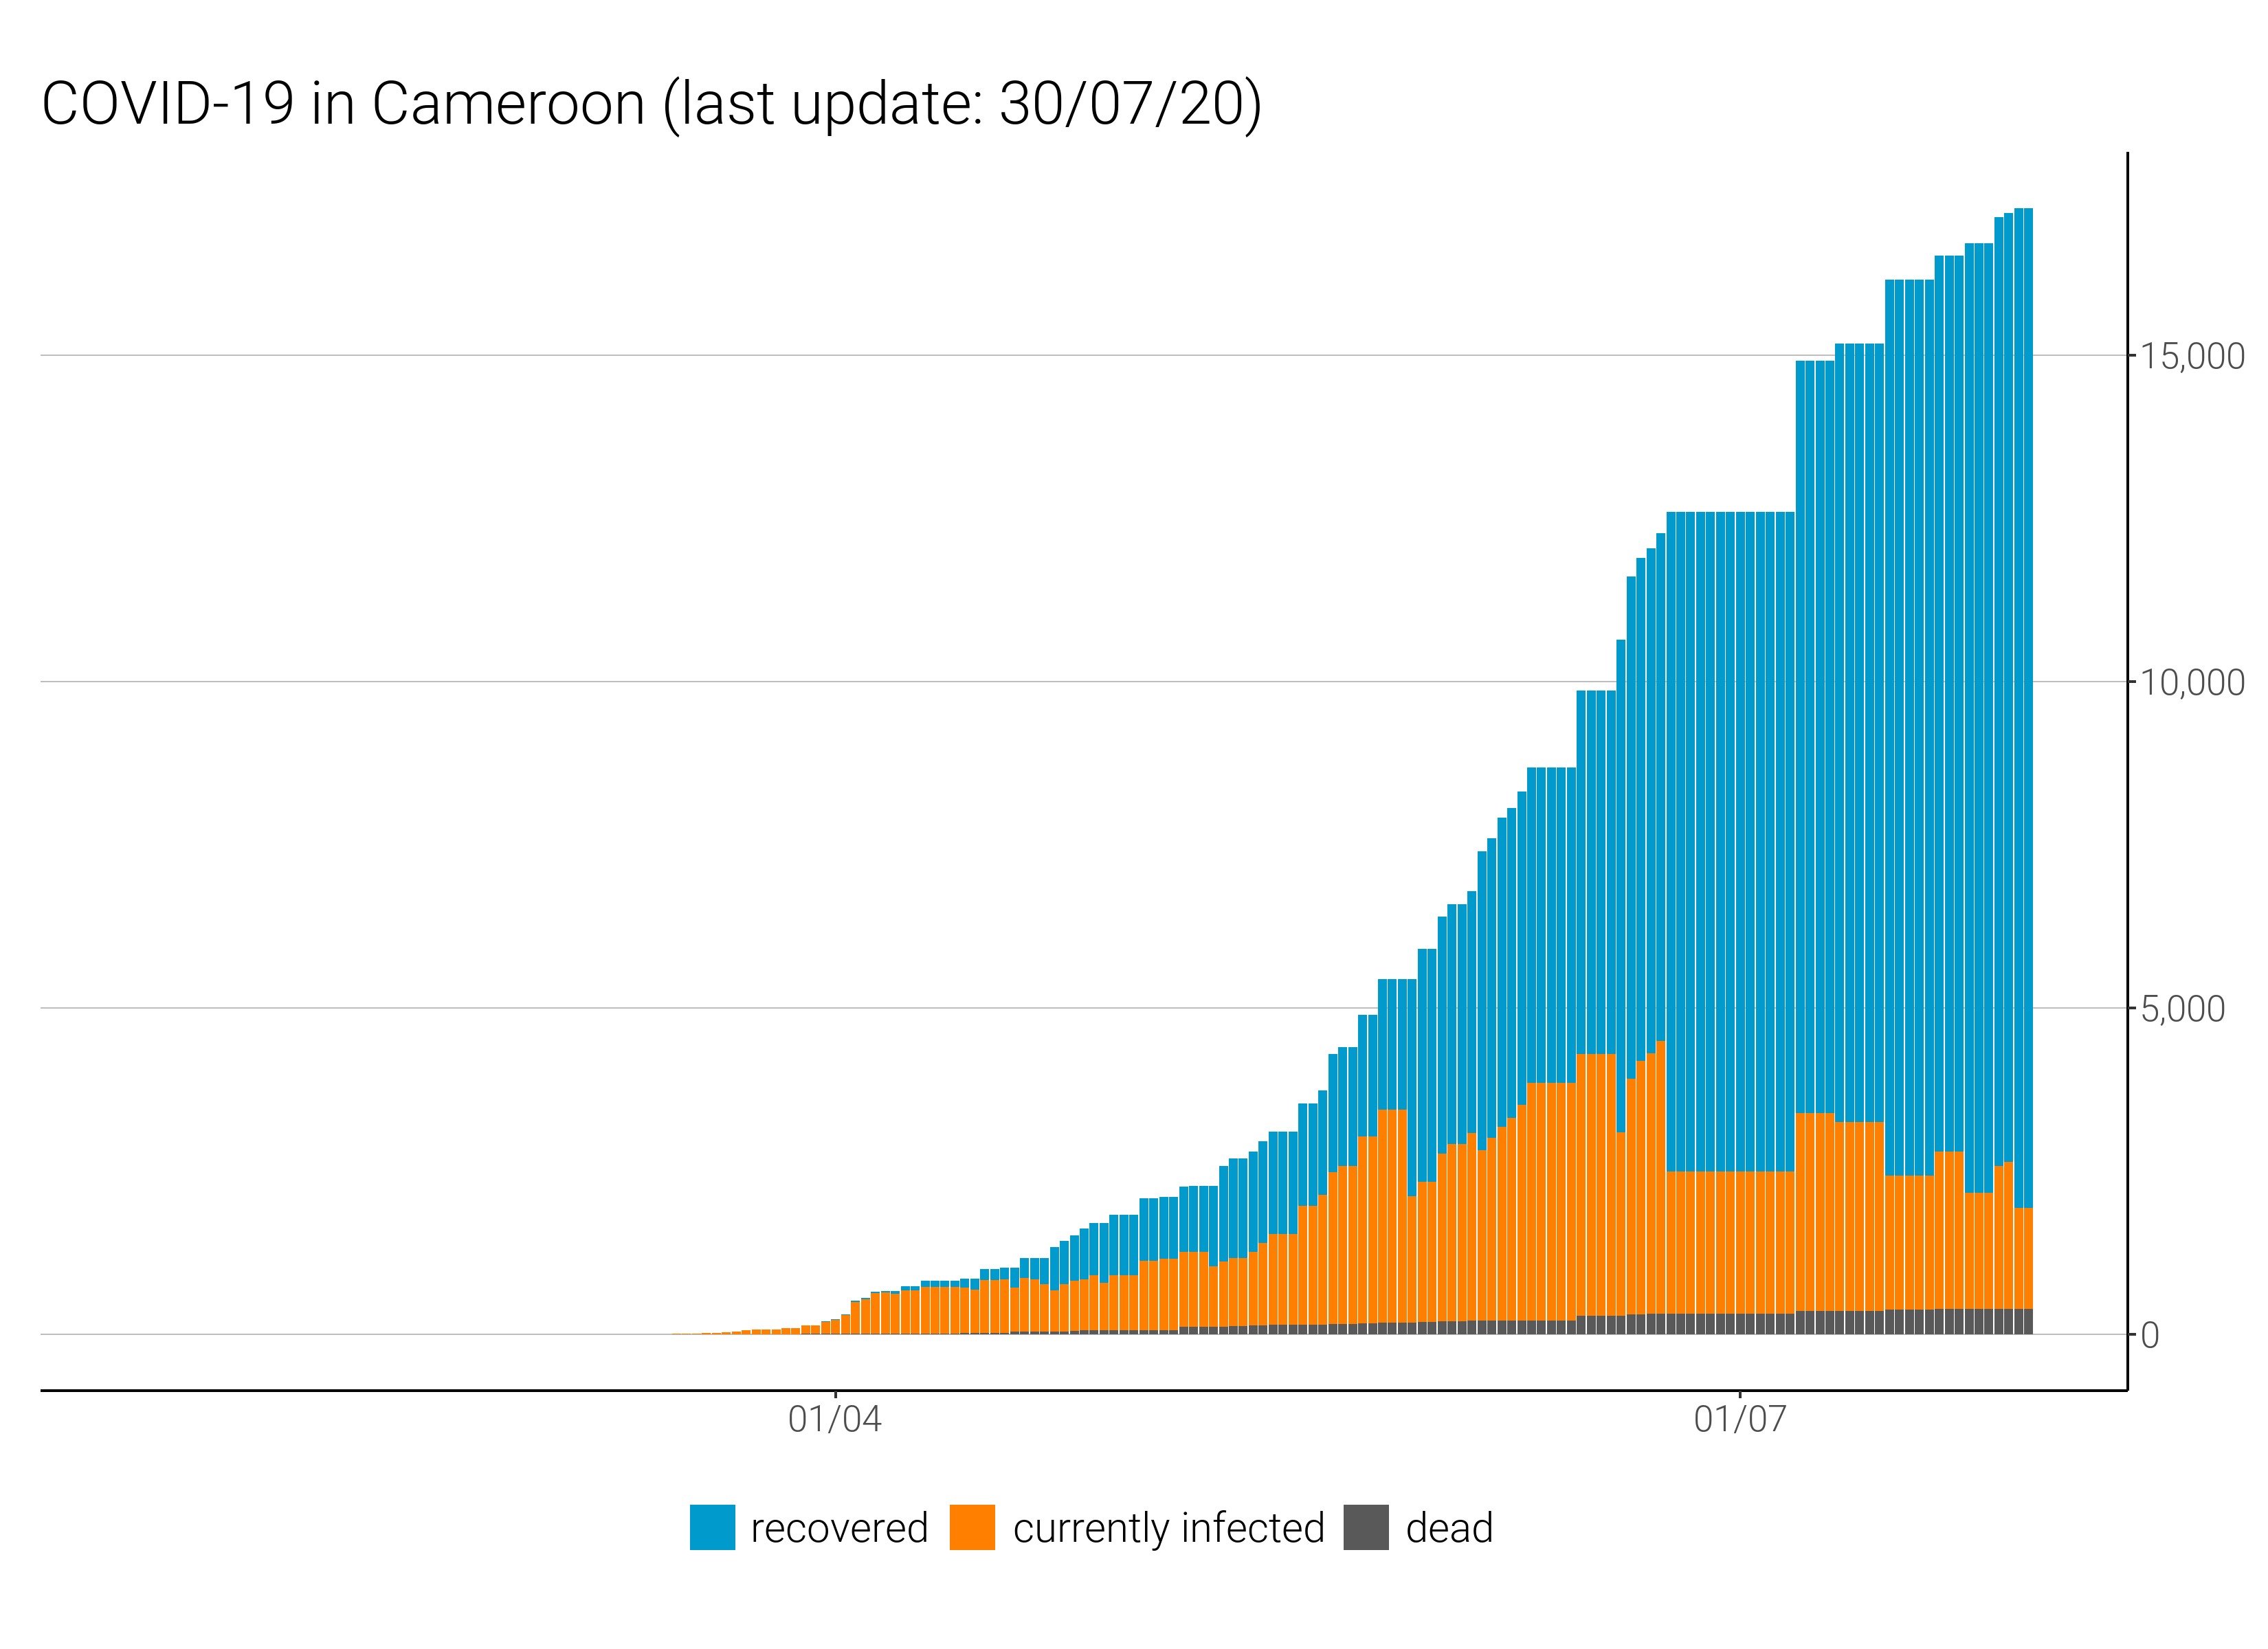 COVID-19 in Cameroon (last update: 30/07/20)
15,000
10,000
5,000
0
01/04 01/07
recovered currently infected dead